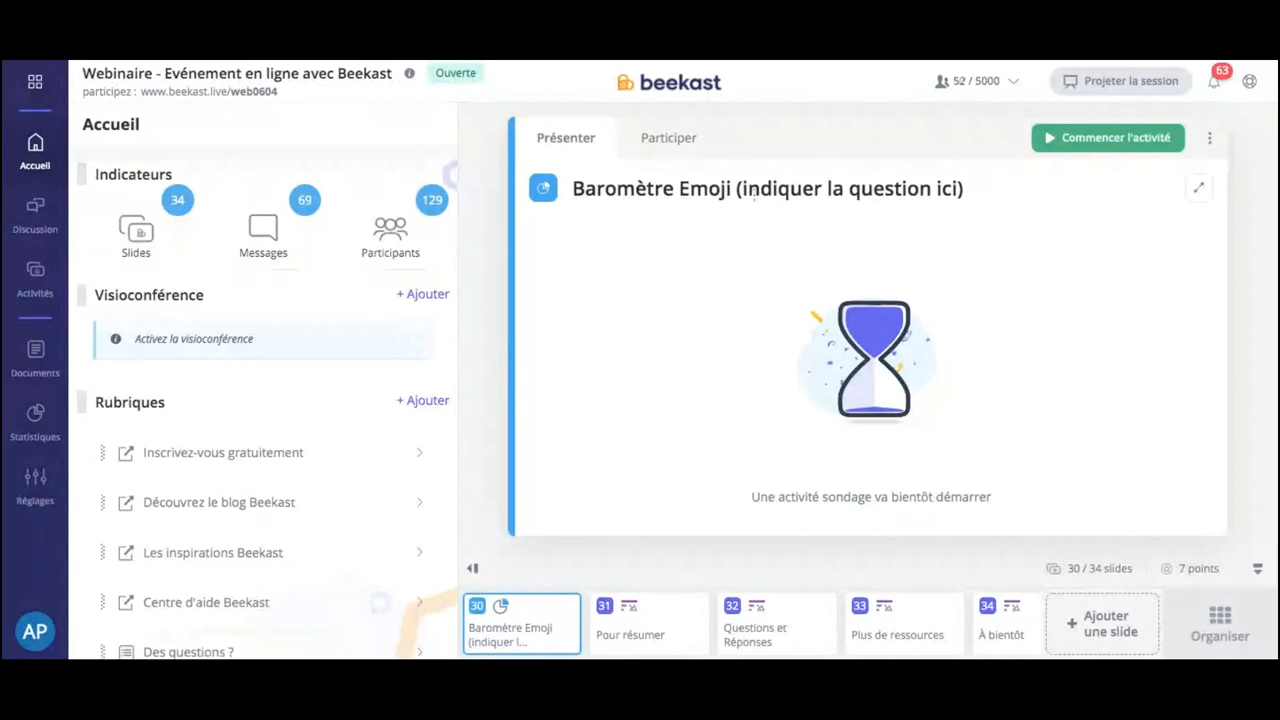 Webinaire - Evénement en ligne avec Beekast
Ouverte
participez : www.beekast.live/web0604
beekast
52 / 5000
Projeter la session
63
Accueil
Discussion
Activités
Documents
Statistiques
Réglages
AP
Accueil
Indicateurs
34
69
129
Slides
Messages
Participants
Visioconférence
+ Ajouter
Activez la visioconférence
Rubriques
+ Ajouter
Inscrivez-vous gratuitement
Découvrez le blog Beekast
Les inspirations Beekast
Centre d'aide Beekast
Des questions ?
Présenter
Participer
Commencer l'activité
Baromètre Emoji (indiquer la question ici)
Une activité sondage va bientôt démarrer
30 / 34 slides
7 points
30
Baromètre Emoji
(indiquer l...
31
Pour résumer
32
Questions et
Réponses
33
Plus de ressources
34
À bientôt
+ Ajouter
une slide
Organiser